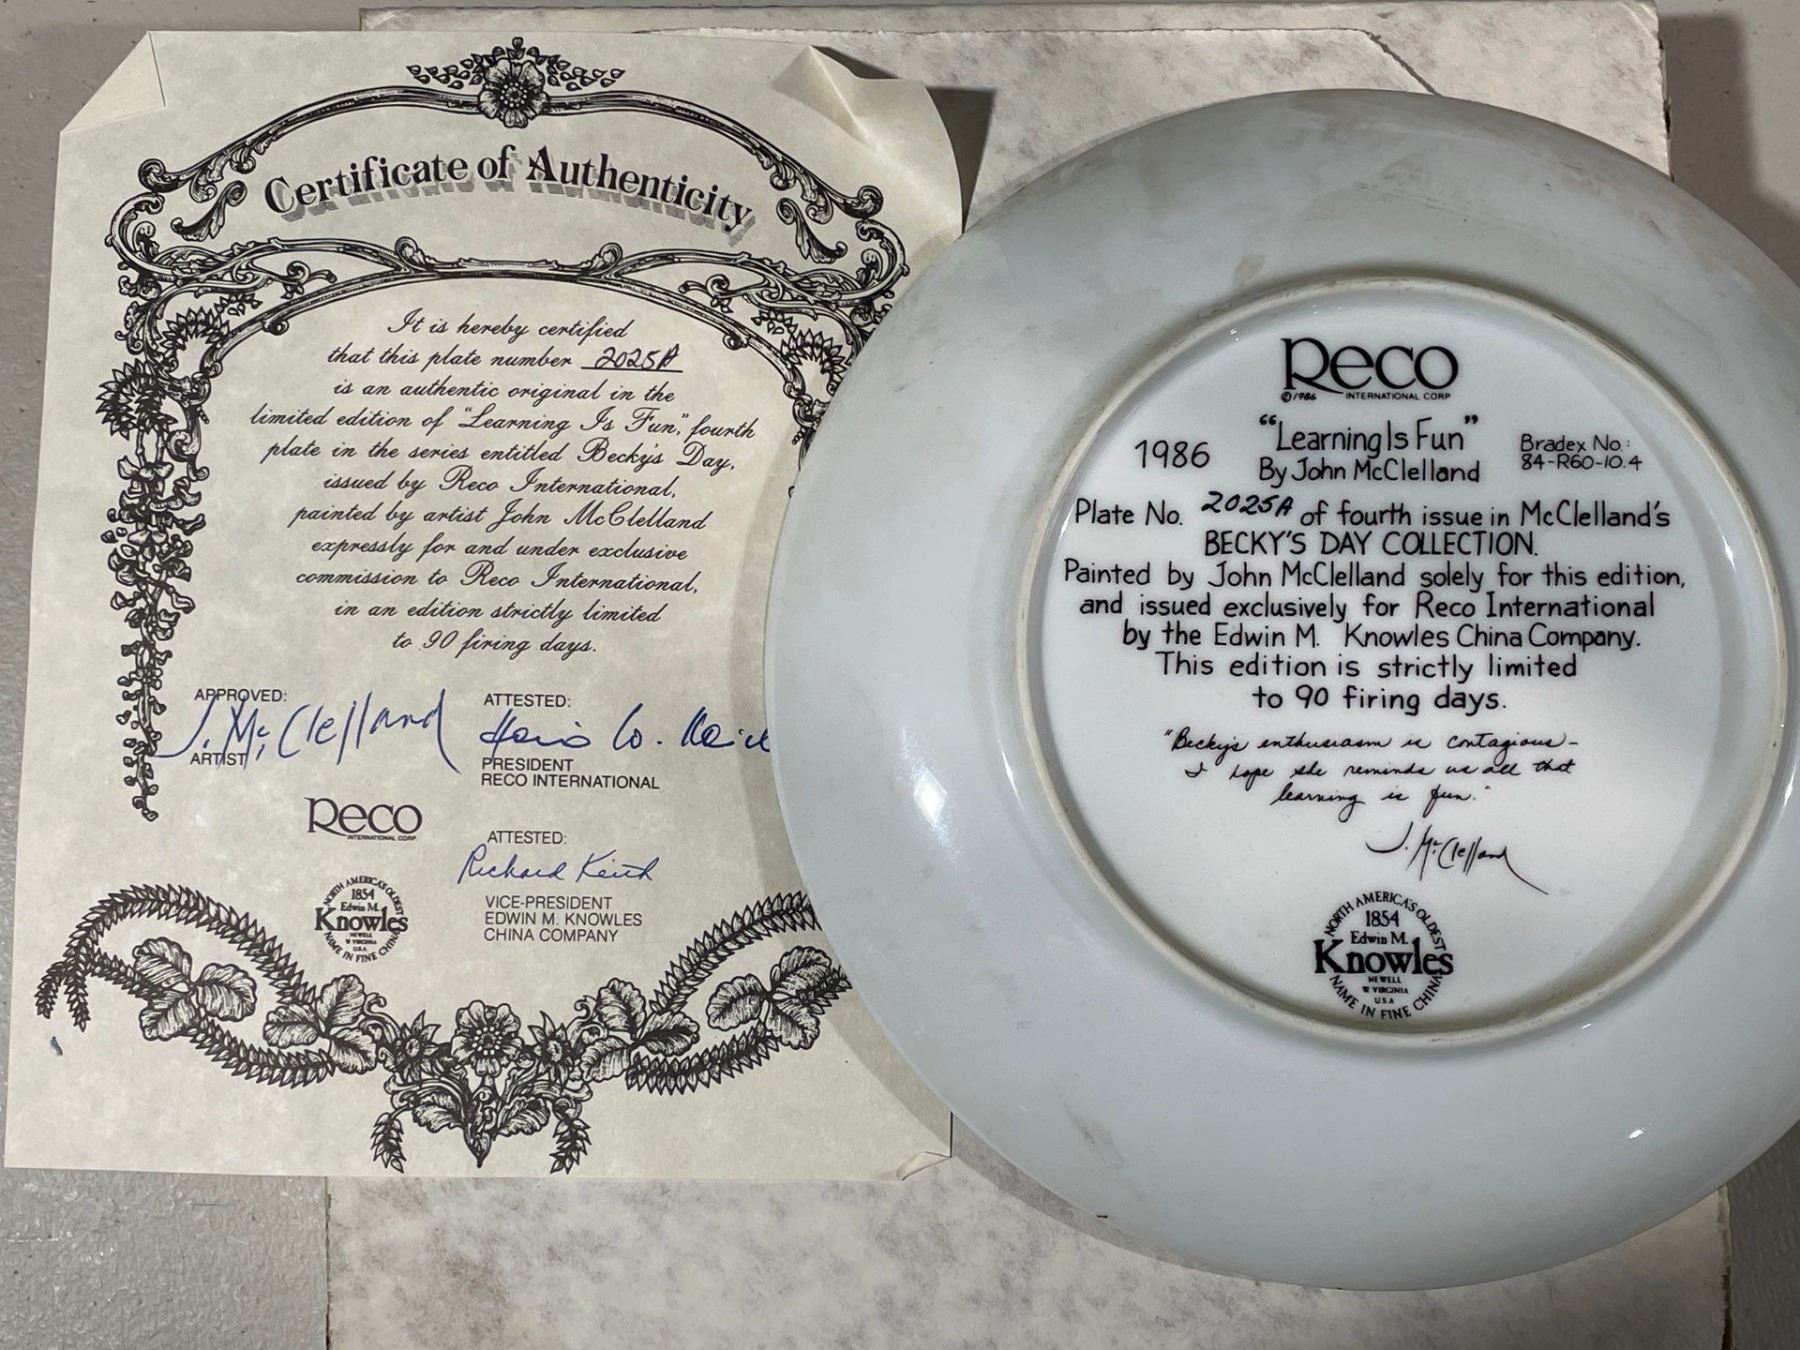 Certificate of Authenticity
It is hereby certified
that this plate number 2025A
is an authentic original in the
limited edition of "Learning Is Fun," fourth
plate in the series entitled Becky's Day,
issued by Reco International,
painted by artist John McClelland
expressly for and under exclusive
commission to Reco International,
in an edition strictly limited
to 90 firing days.
APPROVED:
J. McClelland
ARTIST
ATTESTED:
PRESIDENT
RECO INTERNATIONAL
Reco
INTERNATIONAL CORP.
ATTESTED:
Richard Keith
VICE-PRESIDENT
EDWIN M. KNOWLES
CHINA COMPANY
NORTH AMERICA'S OLDEST
1854
Edwin M.
Knowles
NEWELL
W VIRGINIA
U.S.A.
NAME IN FINE CHINA
Reco
©1986 INTERNATIONAL CORP
"Learning Is Fun"
1986
By John McClelland
Bradex No:
84-R60-10.4
Plate No. 2025A of fourth issue in McClelland's
BECKY'S DAY COLLECTION.
Painted by John McClelland solely for this edition,
and issued exclusively for Reco International
by the Edwin M. Knowles China Company.
This edition is strictly limited
to 90 firing days.
"Becky's enthusiasm is contagious-
I hope she reminds us all that
learning is fun."
J. McClelland
NORTH AMERICA'S OLDEST
1854
Edwin M.
Knowles
NEWELL
W VIRGINIA
U S A
NAME IN FINE CHINA